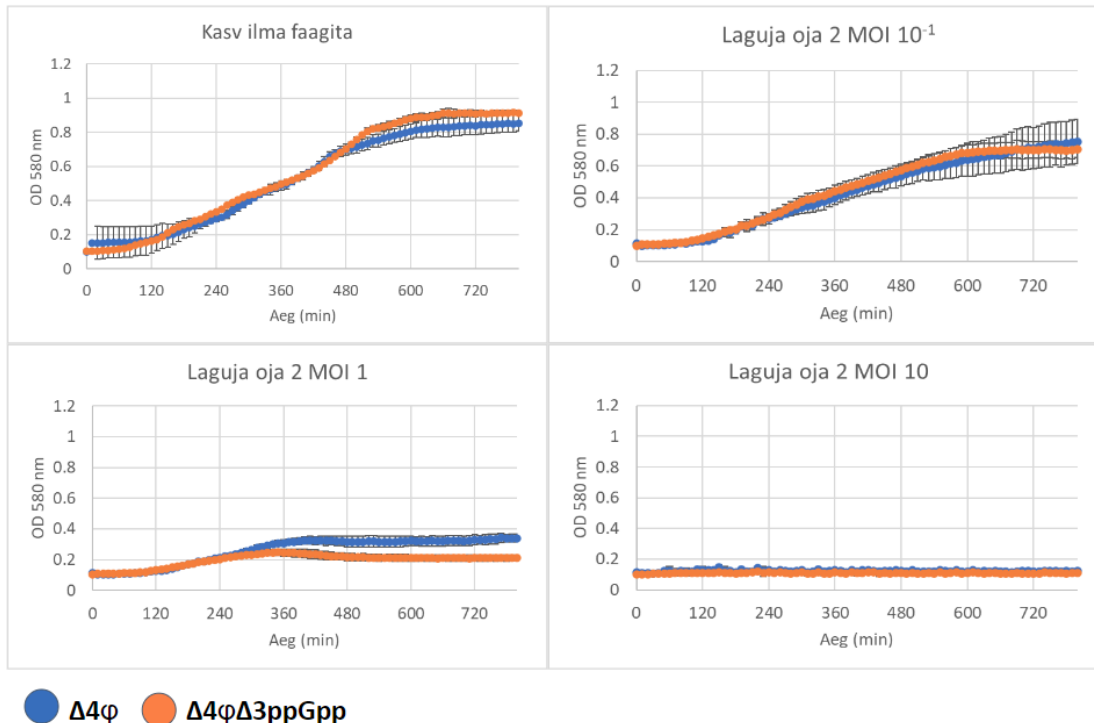 Kasv ilma faagita
1.2
1
0.8
0.6
0.4
0.2
0
OD 580 nm
0 120 240 360 480 600 720
Aeg (min)
Laguja oja 2 MOI 10⁻¹
1.2
1
0.8
0.6
0.4
0.2
0
OD 580 nm
0 120 240 360 480 600 720
Aeg (min)
Laguja oja 2 MOI 1
1.2
1
0.8
0.6
0.4
0.2
0
OD 580 nm
0 120 240 360 480 600 720
Aeg (min)
Laguja oja 2 MOI 10
1.2
1
0.8
0.6
0.4
0.2
0
OD 580 nm
0 120 240 360 480 600 720
Aeg (min)
Δ4φ Δ4φΔ3ppGpp